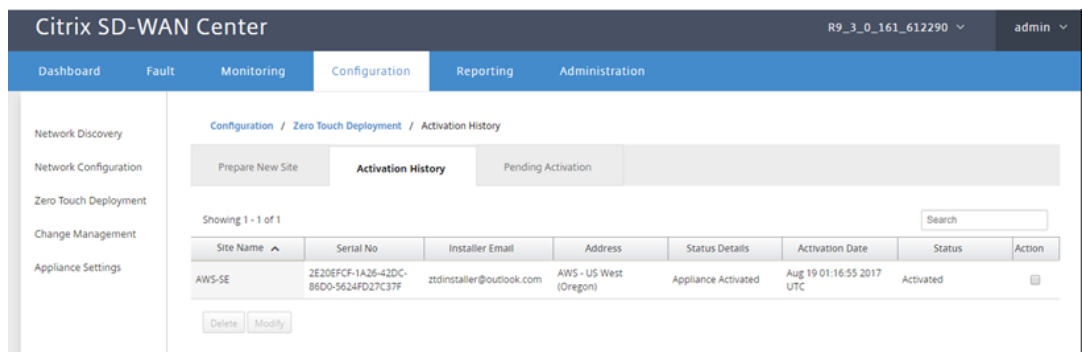 Citrix SD-WAN Center
R9_3_0_161_612290
admin
Dashboard Fault Monitoring Configuration Reporting Administration
Network Discovery
Network Configuration
Zero Touch Deployment
Change Management
Appliance Settings
Configuration / Zero Touch Deployment / Activation History
Prepare New Site Activation History Pending Activation
Showing 1 - 1 of 1
Search
Site Name Serial No Installer Email Address Status Details Activation Date Status Action
AWS-SE 2E20EFCF-1A26-42DC- ztdinstaller@outlook.com AWS - US West Appliance Activated Aug 19 01:16:55 2017 Activated
86D0-5624FD27C37F (Oregon) UTC
Delete Modify